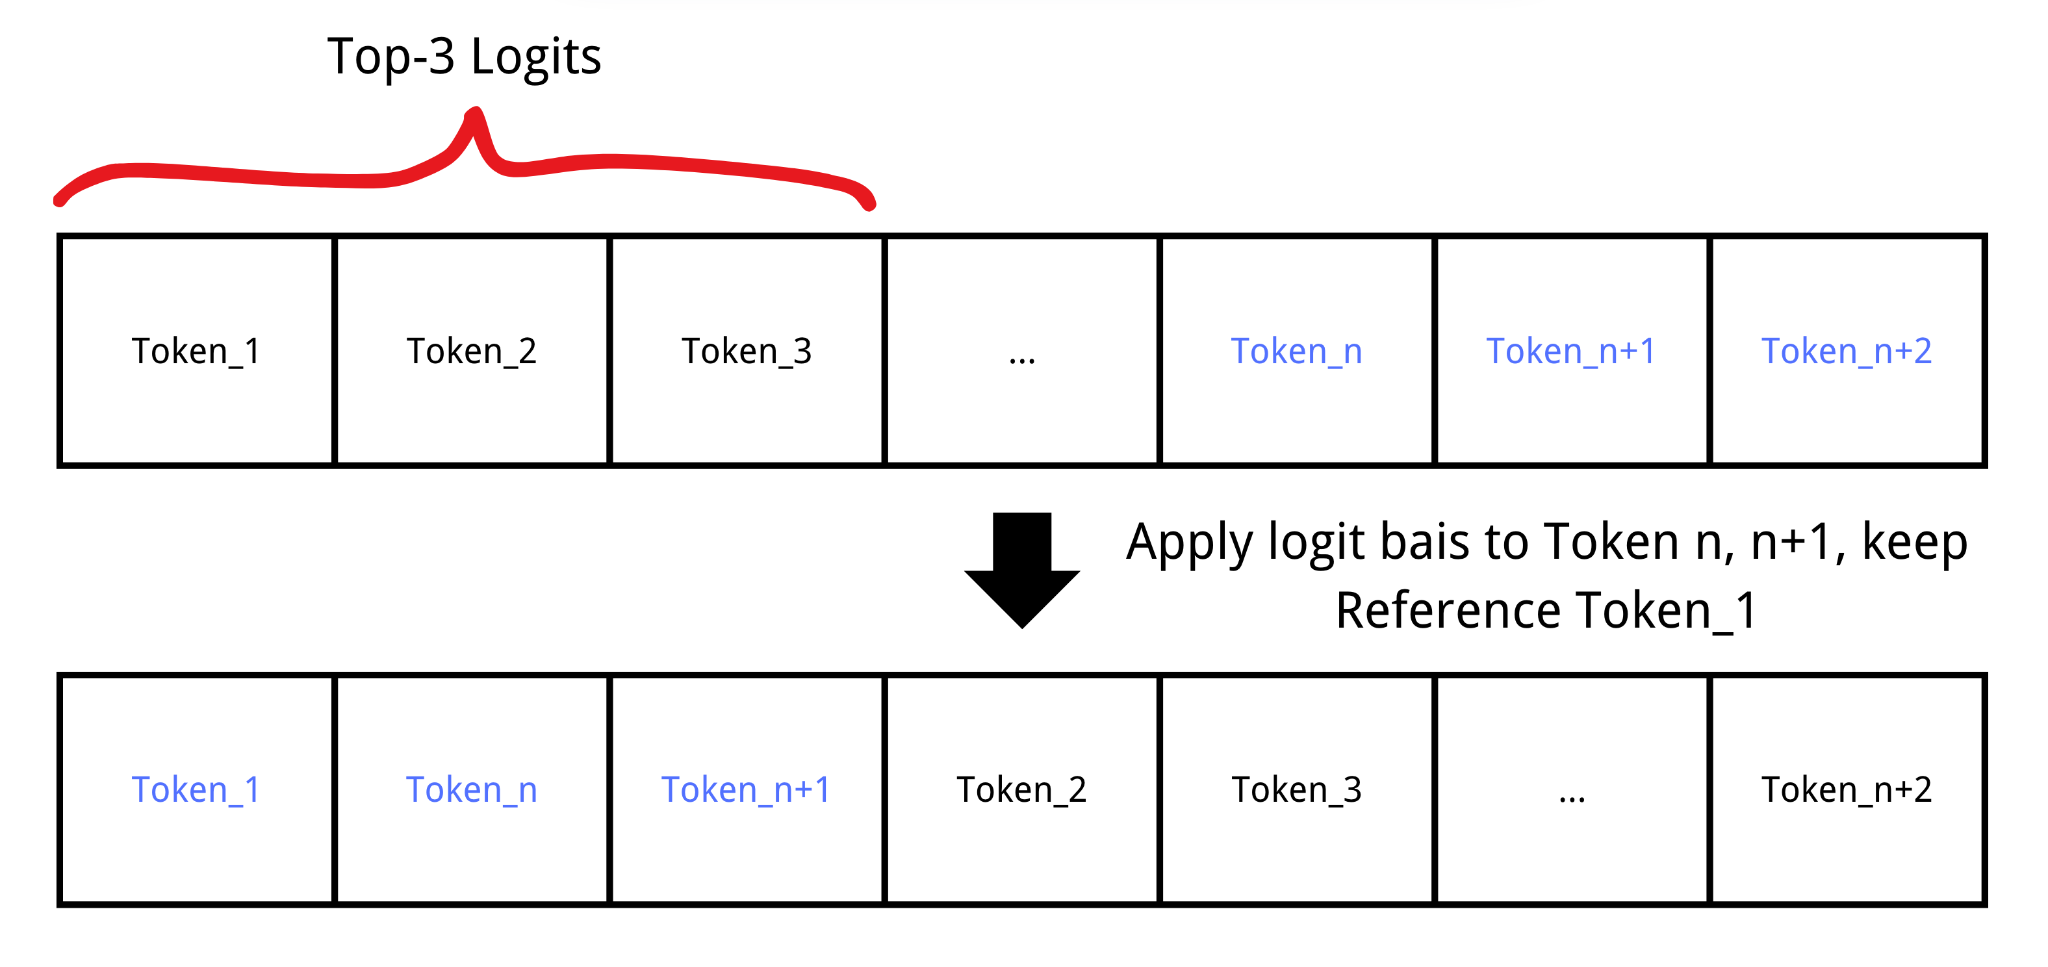 Top-3 Logits
Token_1 Token_2 Token_3 ... Token_n Token_n+1 Token_n+2
Apply logit bais to Token n, n+1, keep
Reference Token_1
Token_1 Token_n Token_n+1 Token_2 Token_3 ... Token_n+2